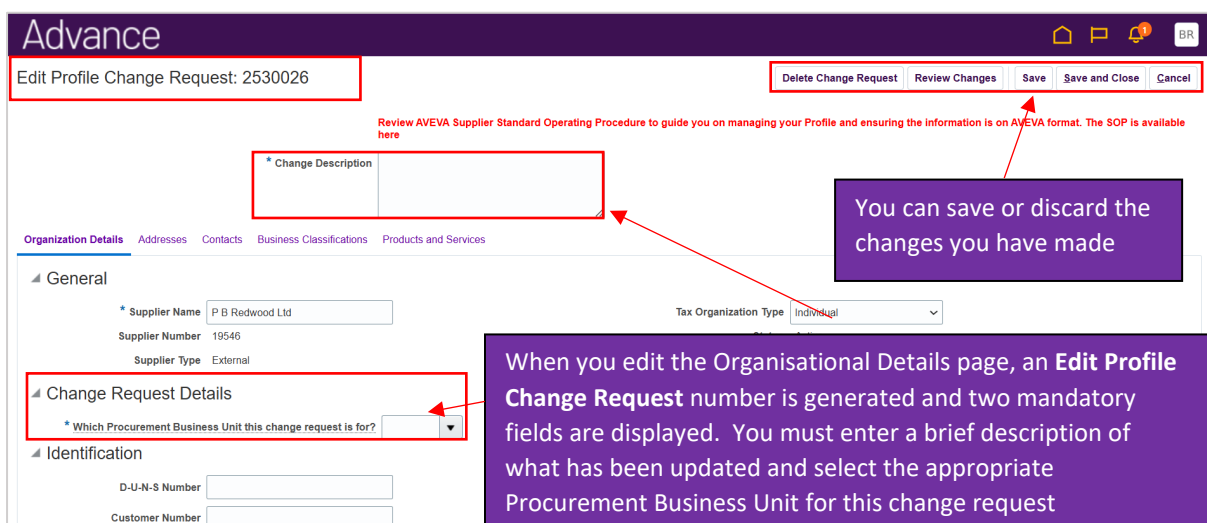 Advance
1
BR
Edit Profile Change Request: 2530026
Delete Change Request Review Changes Save Save and Close Cancel
Review AVEVA Supplier Standard Operating Procedure to guide you on managing your Profile and ensuring the information is on AVEVA format. The SOP is available
here
* Change Description
You can save or discard the
changes you have made
Organization Details Addresses Contacts Business Classifications Products and Services
General
* Supplier Name P B Redwood Ltd
Tax Organization Type Individual
Supplier Number 19546
Supplier Type External
When you edit the Organisational Details page, an Edit Profile
Change Request number is generated and two mandatory
fields are displayed. You must enter a brief description of
what has been updated and select the appropriate
Procurement Business Unit for this change request
Change Request Details
* Which Procurement Business Unit this change request is for?
Identification
D-U-N-S Number
Customer Number